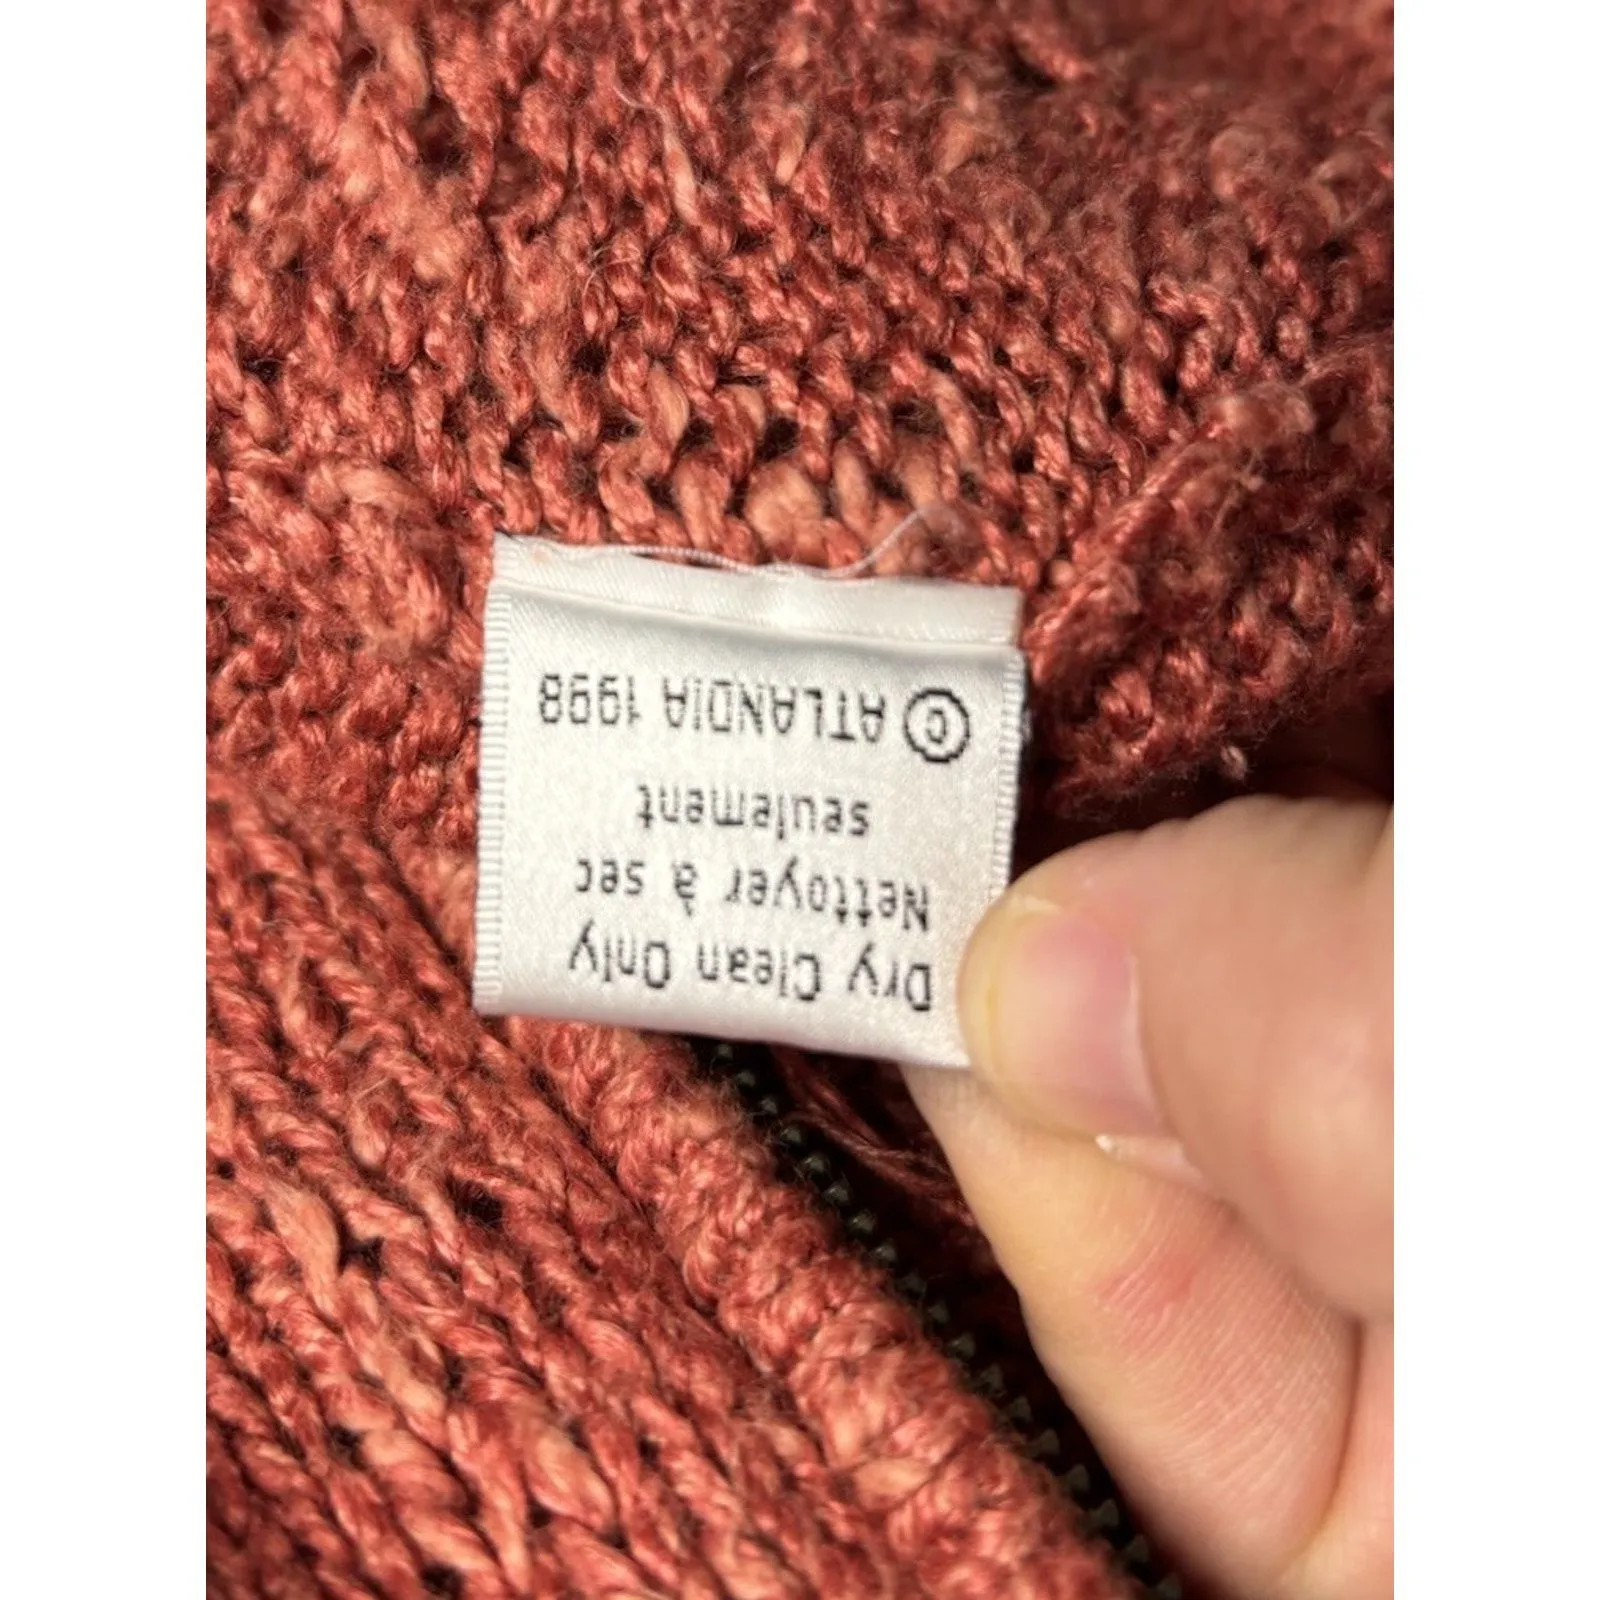 Dry Clean Only
Nettoyer à sec
seulement
© ATLANDIA 1998